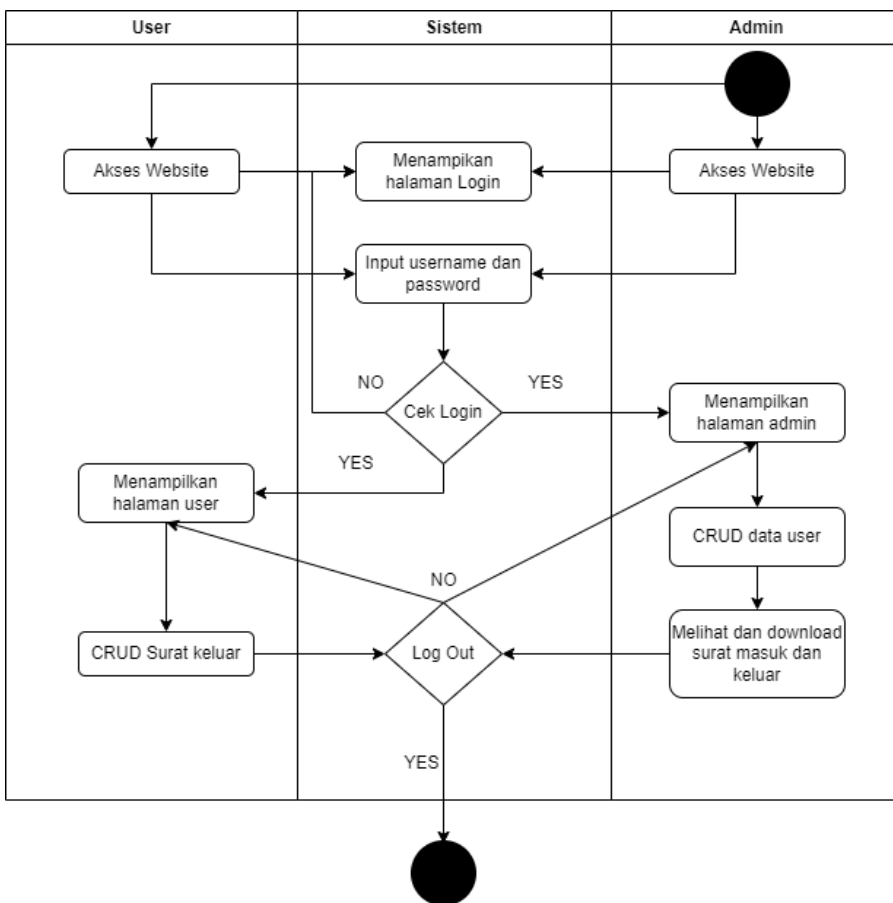 User
Sistem
Admin
Akses Website
Menampikan
halaman Login
Akses Website
Input username dan
password
NO
YES
Cek Login
Menampilkan
halaman admin
YES
Menampilkan
halaman user
CRUD data user
NO
CRUD Surat keluar
Log Out
Melihat dan download
surat masuk dan
keluar
YES